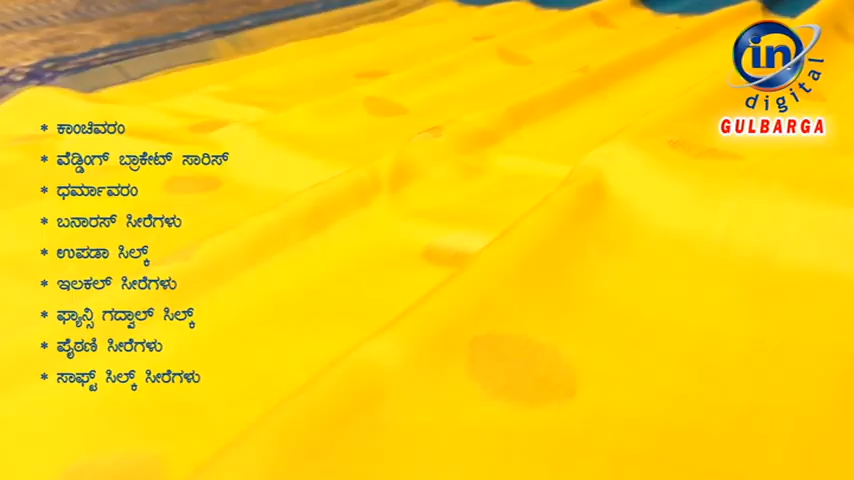 in
digital
GULBARGA
* ಕಾಂಚಿವರಂ
* ವೆಡ್ಡಿಂಗ್ ಬ್ರಾಕೇಟ್ ಸಾರಿಸ್
* ಧರ್ಮಾವರಂ
* ಬನಾರಸ್ ಸೀರೆಗಳು
* ಉಪಡಾ ಸಿಲ್ಕ್
* ಇಲಕಲ್ ಸೀರೆಗಳು
* ಫ್ಯಾನ್ಸಿ ಗದ್ವಾಲ್ ಸಿಲ್ಕ್
* ಪೈಠಣಿ ಸೀರೆಗಳು
* ಸಾಫ್ಟ್ ಸಿಲ್ಕ್ ಸೀರೆಗಳು